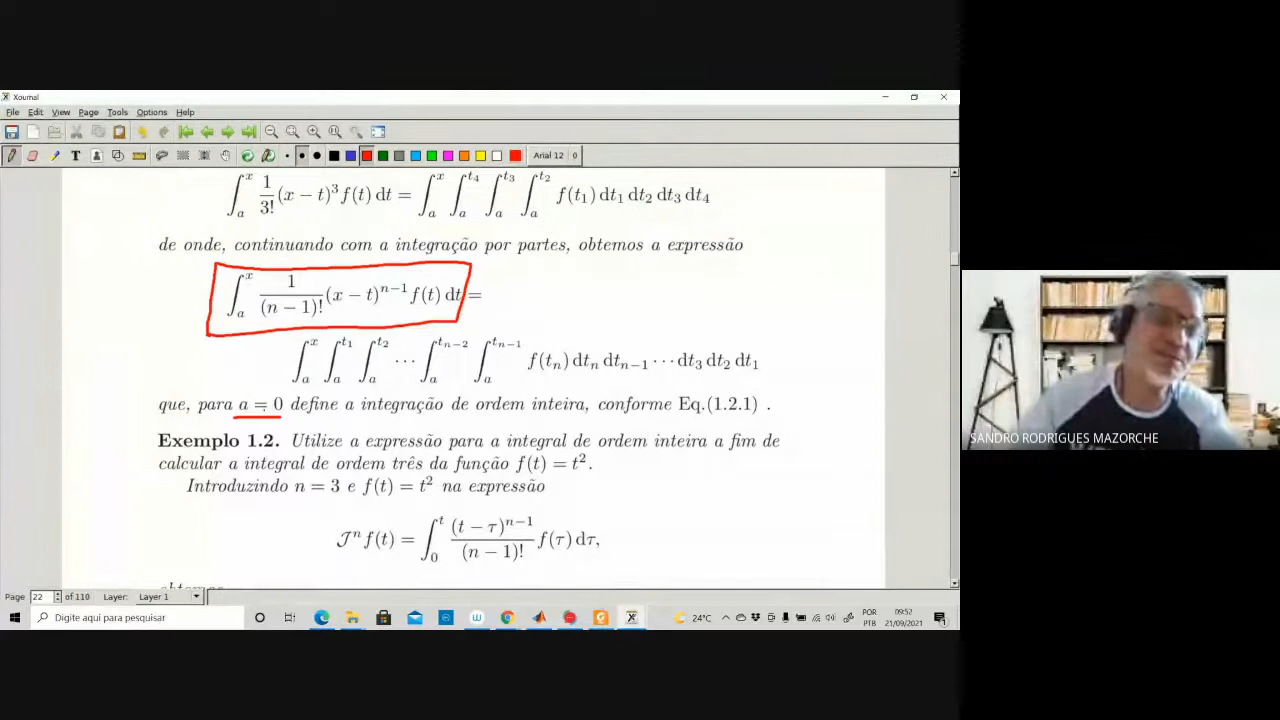 Xournal
File Edit View Page Tools Options Help
T Arial 12 0
∫_a^x 1/3! (x − t)^3 f(t) dt = ∫_a^x ∫_a^{t_4} ∫_a^{t_3} ∫_a^{t_2} f(t_1) dt_1 dt_2 dt_3 dt_4
de onde, continuando com a integração por partes, obtemos a expressão
∫_a^x 1/(n − 1)! (x − t)^{n−1} f(t) dt =
∫_a^x ∫_a^{t_1} ∫_a^{t_2} ··· ∫_a^{t_{n−2}} ∫_a^{t_{n−1}} f(t_n) dt_n dt_{n−1} ··· dt_3 dt_2 dt_1
que, para a = 0 define a integração de ordem inteira, conforme Eq.(1.2.1) .
Exemplo 1.2. Utilize a expressão para a integral de ordem inteira a fim de
calcular a integral de ordem três da função f(t) = t^2.
Introduzindo n = 3 e f(t) = t^2 na expressão
J^n f(t) = ∫_0^t (t − τ)^{n−1}/(n − 1)! f(τ) dτ,
Page 22 of 110 Layer: Layer 1
Digite aqui para pesquisar
24°C
POR
PTB
09:52
21/09/2021
SANDRO RODRIGUES MAZORCHE